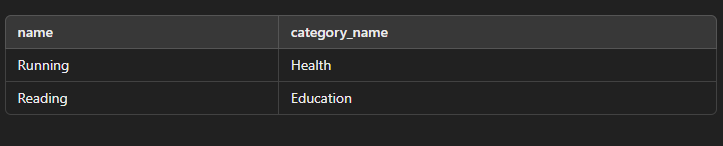 name category_name
Running Health
Reading Education